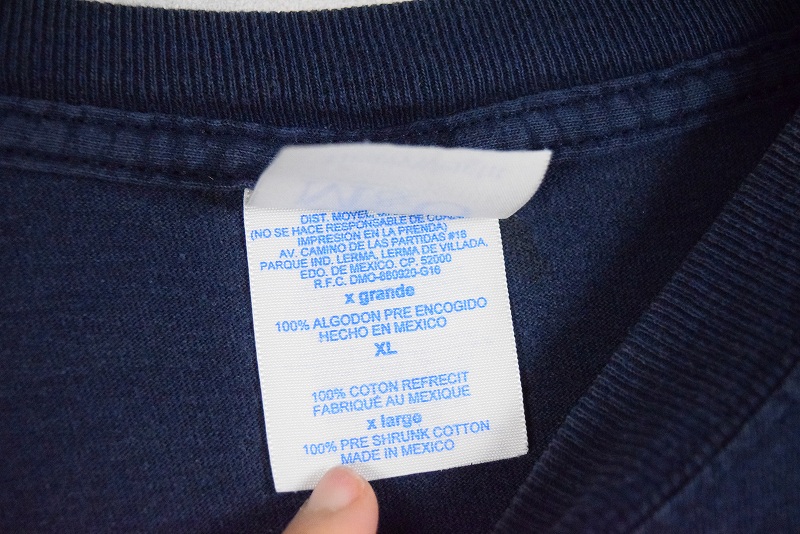 DIST. MOYEL,
(NO SE HACE RESPONSABLE DE
IMPRESION EN LA PRENDA)
AV. CAMINO DE LAS PARTIDAS #18
PARQUE IND. LERMA, LERMA DE VILLADA,
EDO. DE MEXICO. CP. 52000
R.F.C. DMO-880920-G16
x grande
100% ALGODON PRE ENCOGIDO
HECHO EN MEXICO
XL
100% COTON REFRECIT
FABRIQUÉ AU MEXIQUE
x large
100% PRE SHRUNK COTTON
MADE IN MEXICO